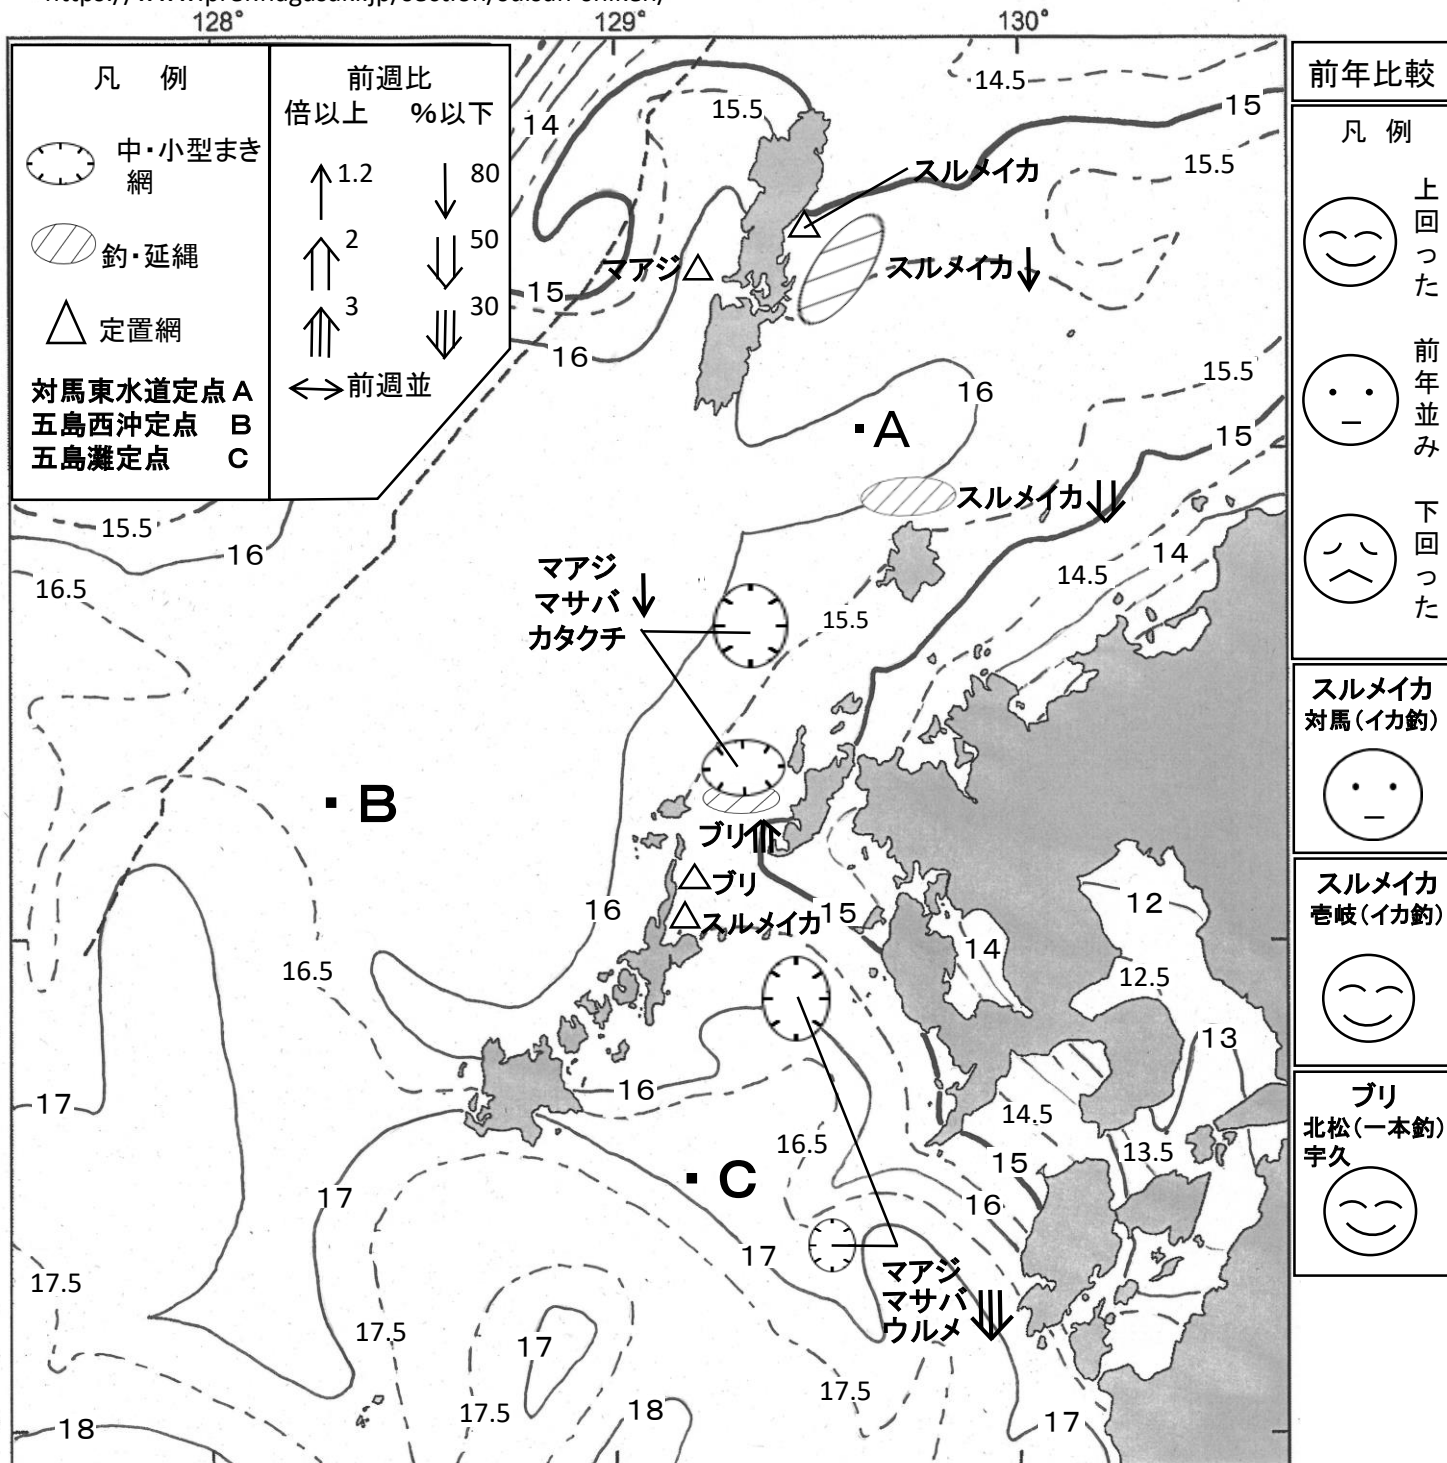 128°
129°
130°
凡 例
中・小型まき
網
釣・延縄
定置網
対馬東水道定点 A
五島西沖定点 B
五島灘定点 C
前週比
倍以上 %以下
1.2 80
2 50
3 30
前週並
前年比較
凡 例
上回った
前年並み
下回った
スルメイカ
対馬(イカ釣)
スルメイカ
壱岐(イカ釣)
ブリ
北松(一本釣)
宇久
14.5
15
15.5
14
15.5
スルメイカ
マアジ
スルメイカ
15
16
15.5
16
A
15
スルメイカ
15.5
16
16.5
14
14.5
マアジ
マサバ
カタクチ
15.5
B
ブリ
ブリ
スルメイカ
16
15
12
14
12.5
16.5
13
17
16
14.5
16.5
13.5
15
C
17
16
17
マアジ
マサバ
ウルメ
17.5
17.5
17
17.5
17.5
18
18
17